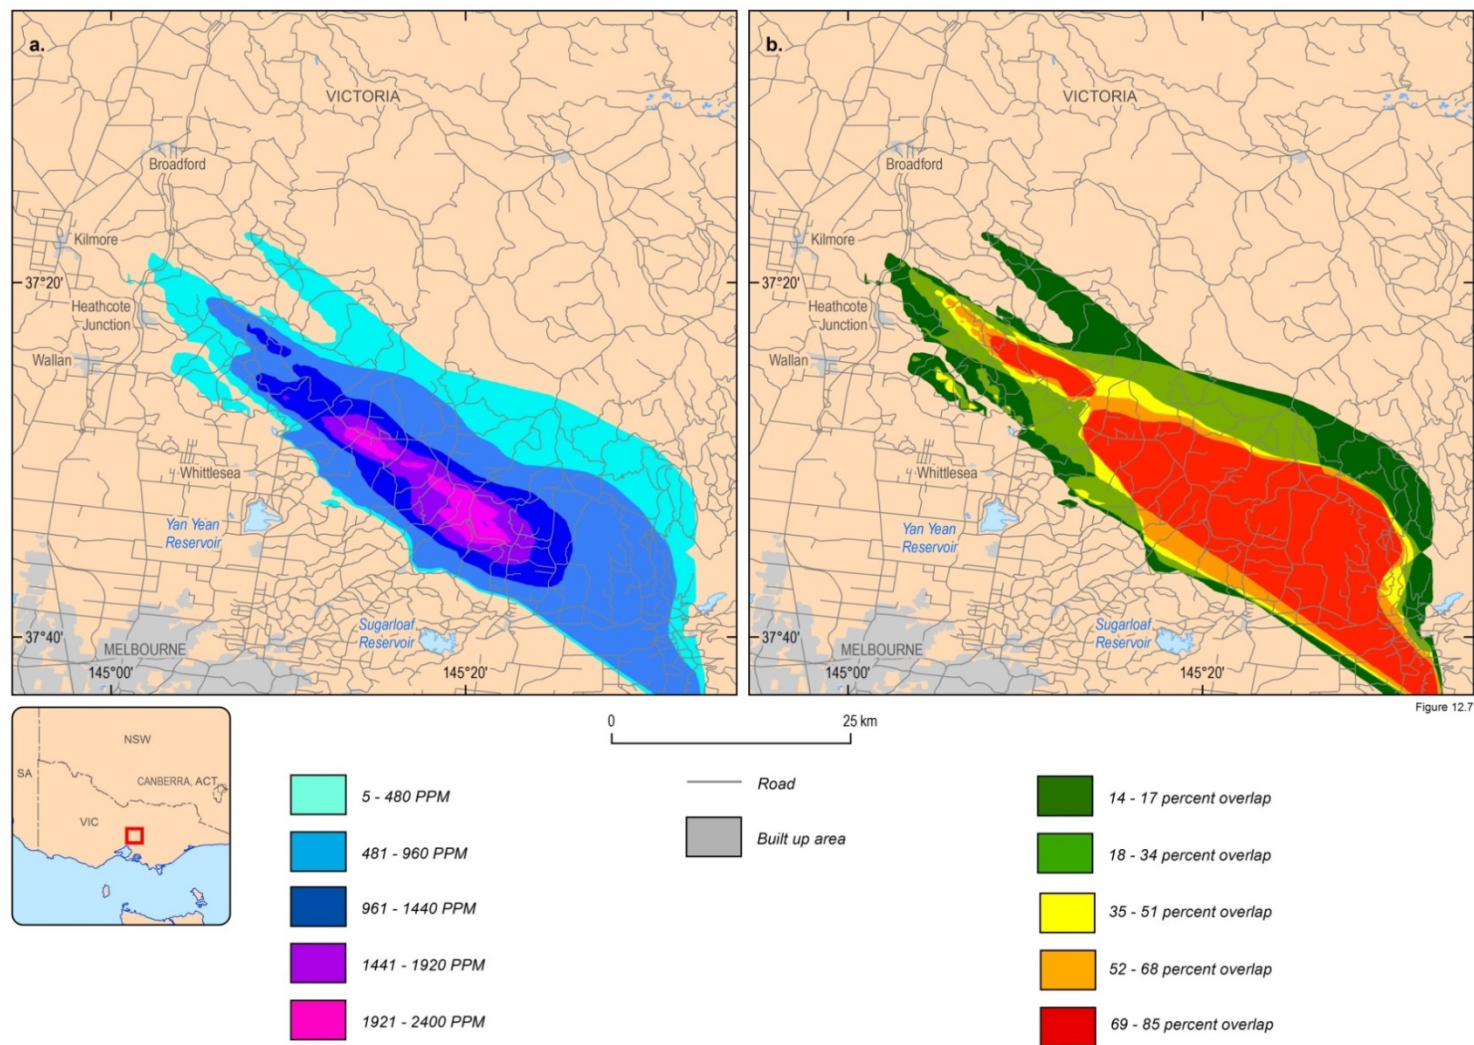 a.
VICTORIA
Broadford
Kilmore
37°20'
Heathcote
Junction
Wallan
Whittlesea
Yan Yean
Reservoir
Sugarloaf
Reservoir
37°40'
MELBOURNE
145°00'
145°20'
b.
VICTORIA
Broadford
Kilmore
37°20'
Heathcote
Junction
Wallan
Whittlesea
Yan Yean
Reservoir
Sugarloaf
Reservoir
37°40'
MELBOURNE
145°00'
145°20'
Figure 12.7
NSW
SA
CANBERRA, ACT
VIC
0 25 km
5 - 480 PPM
481 - 960 PPM
961 - 1440 PPM
1441 - 1920 PPM
1921 - 2400 PPM
Road
Built up area
14 - 17 percent overlap
18 - 34 percent overlap
35 - 51 percent overlap
52 - 68 percent overlap
69 - 85 percent overlap